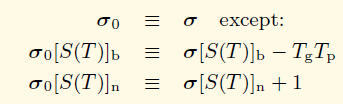 σ₀ ≡ σ except:
σ₀[S(T)]b ≡ σ[S(T)]b − TgTp
σ₀[S(T)]n ≡ σ[S(T)]n + 1